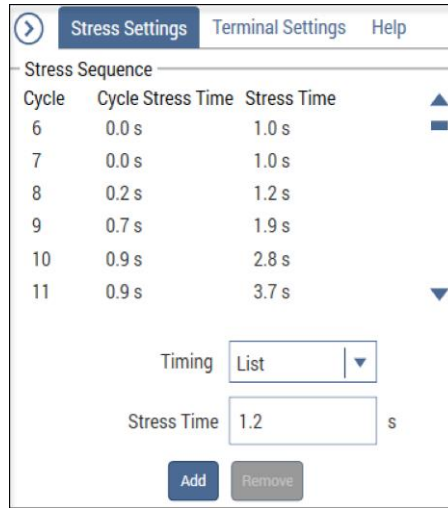 Stress Settings Terminal Settings Help
Stress Sequence
Cycle Cycle Stress Time Stress Time
6 0.0 s 1.0 s
7 0.0 s 1.0 s
8 0.2 s 1.2 s
9 0.7 s 1.9 s
10 0.9 s 2.8 s
11 0.9 s 3.7 s
Timing List
Stress Time 1.2 s
Add Remove